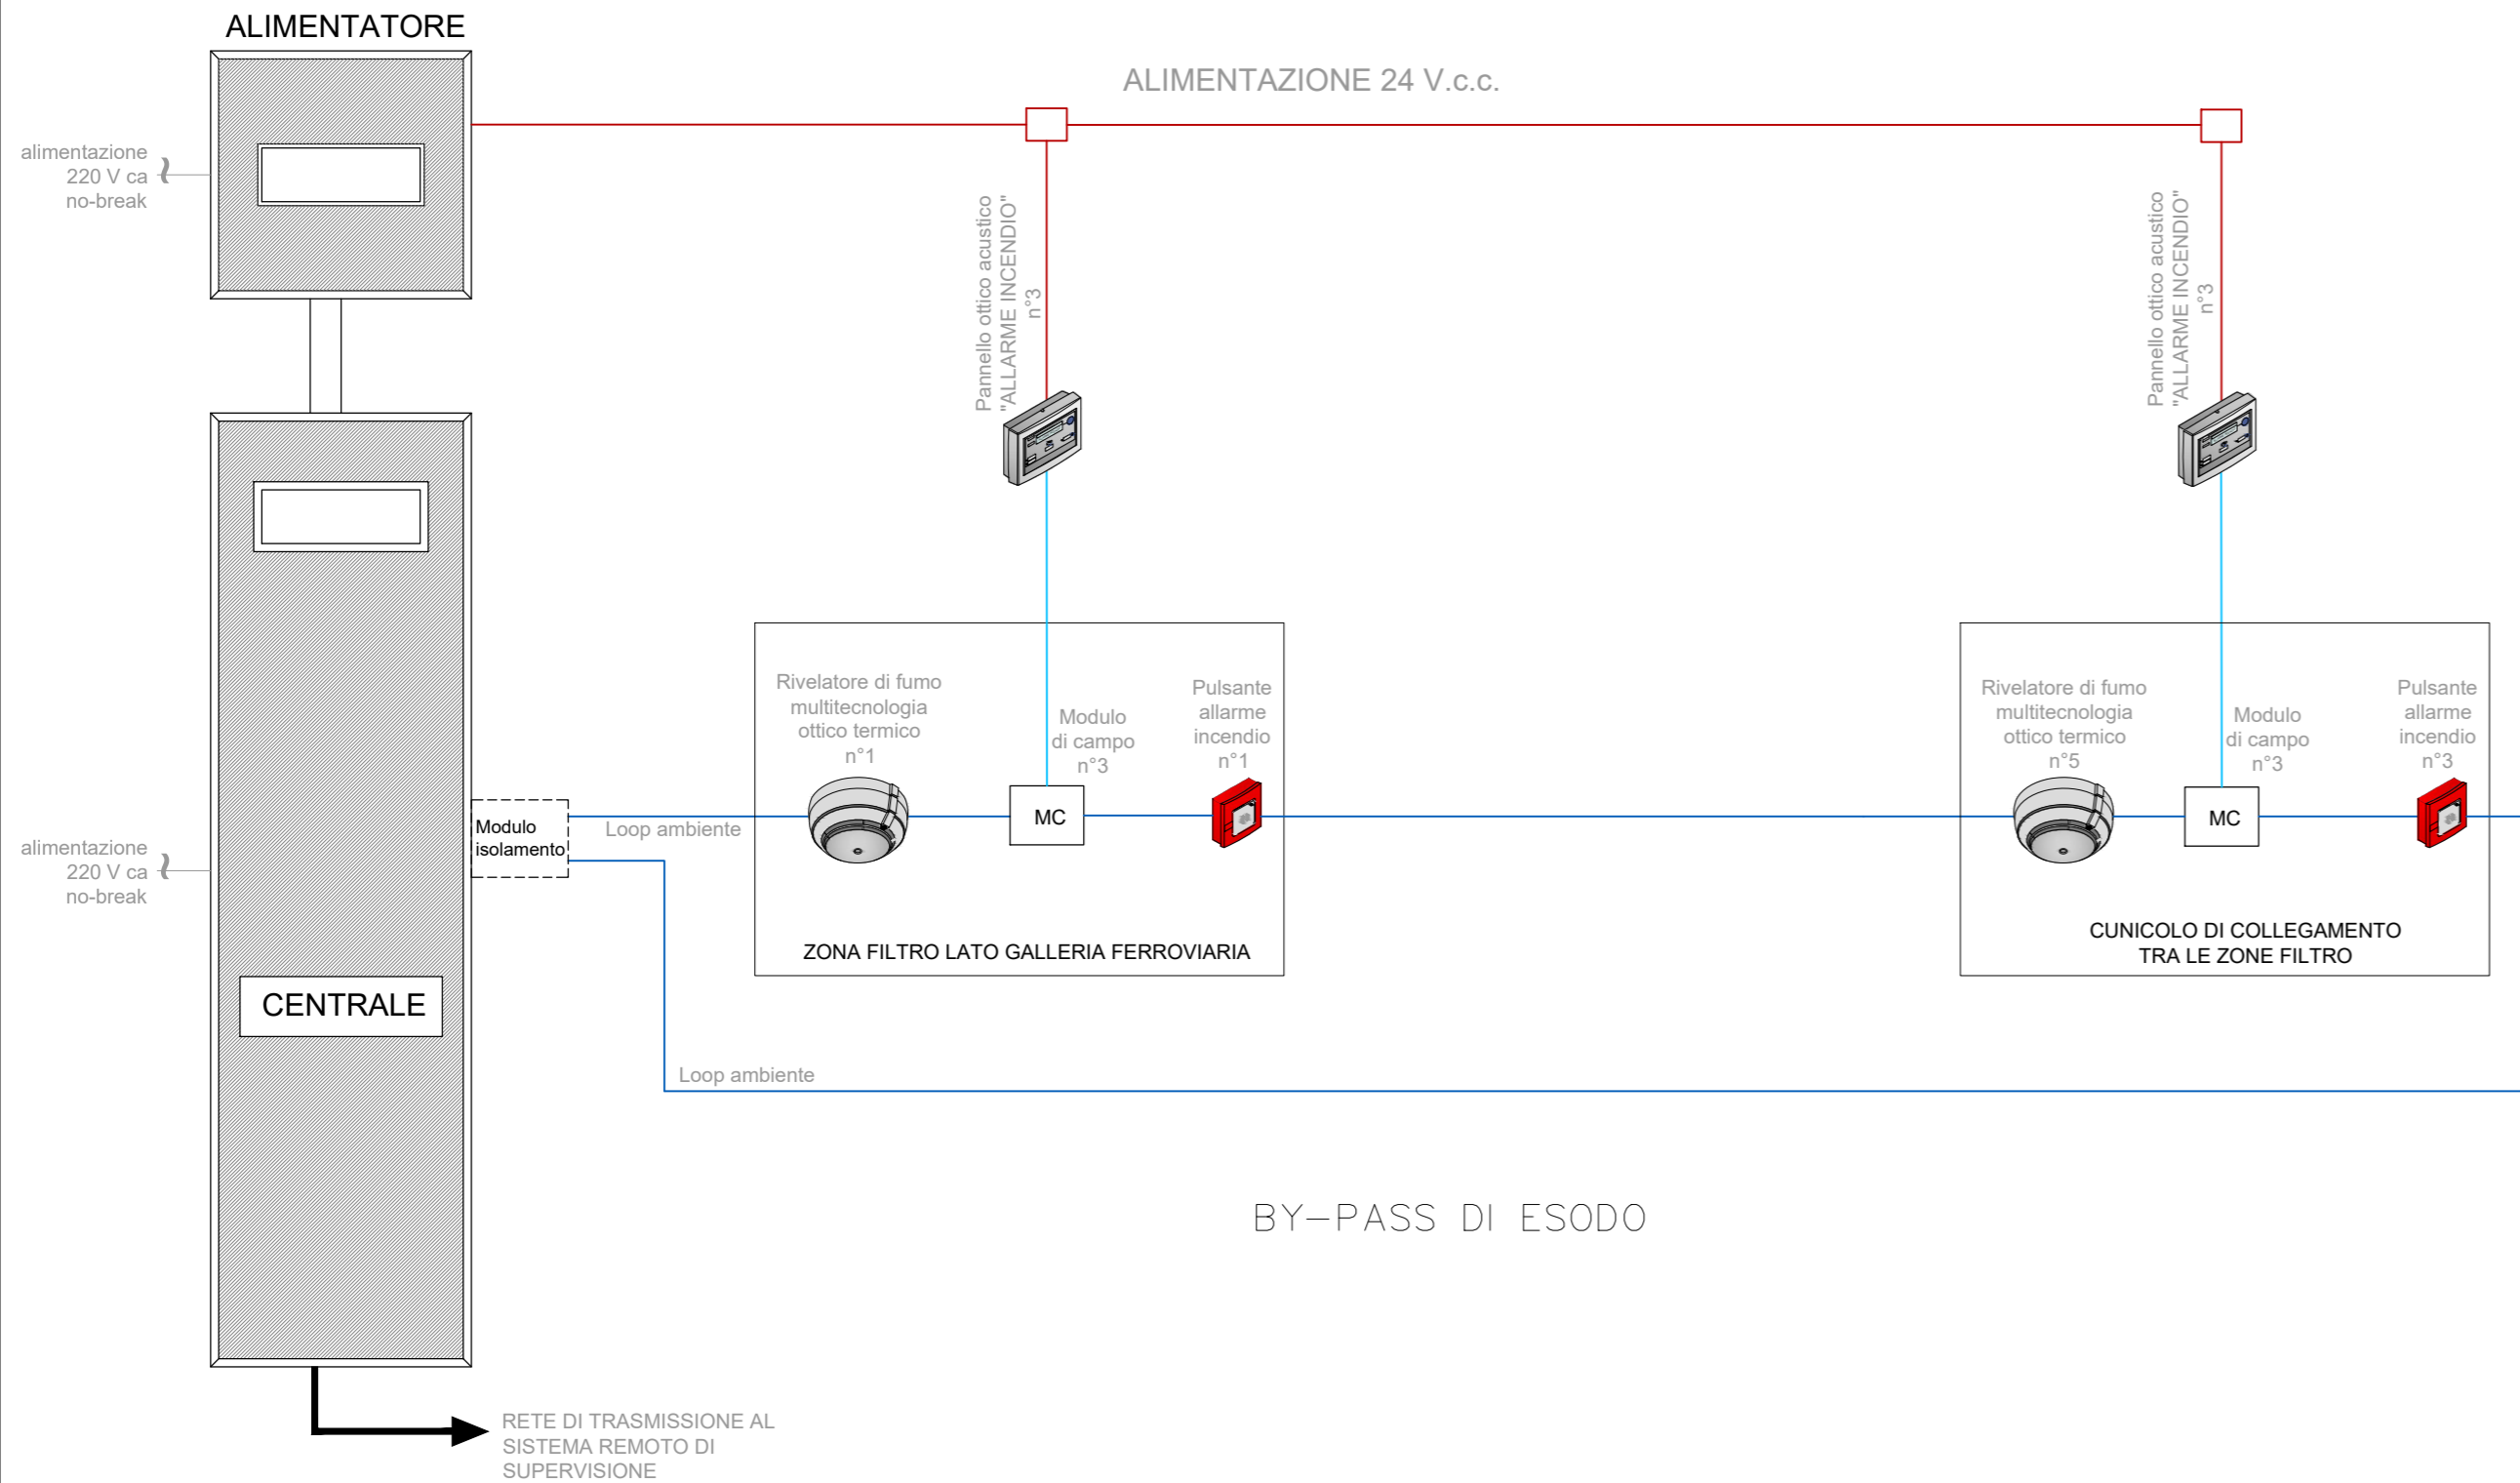 ALIMENTATORE
ALIMENTAZIONE 24 V.c.c.
alimentazione
220 V ca
no-break
Pannello ottico acustico
"ALLARME INCENDIO"
n°3
Pannello ottico acustico
"ALLARME INCENDIO"
n°3
Rivelatore di fumo
multitecnologia
ottico termico
n°1
Modulo
di campo
n°3
Pulsante
allarme
incendio
n°1
Rivelatore di fumo
multitecnologia
ottico termico
n°5
Modulo
di campo
n°3
Pulsante
allarme
incendio
n°3
Modulo
isolamento
Loop ambiente
MC
MC
alimentazione
220 V ca
no-break
ZONA FILTRO LATO GALLERIA FERROVIARIA
CUNICOLO DI COLLEGAMENTO
TRA LE ZONE FILTRO
CENTRALE
Loop ambiente
BY-PASS DI ESODO
RETE DI TRASMISSIONE AL
SISTEMA REMOTO DI
SUPERVISIONE